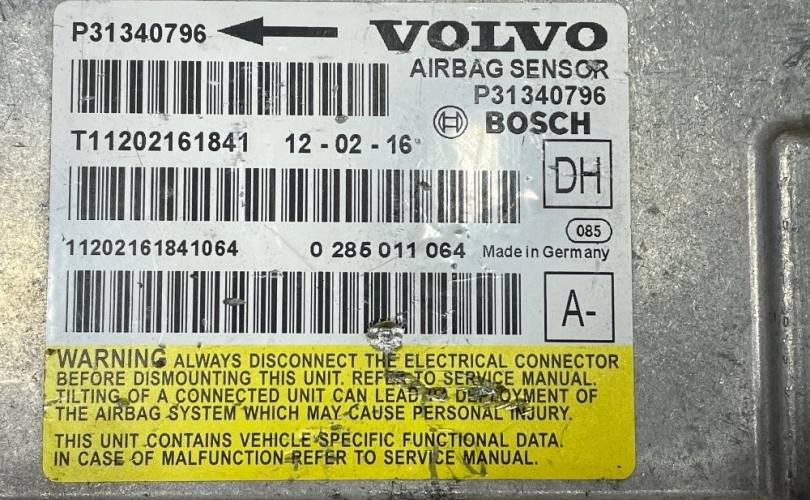 P31340796
VOLVO
AIRBAG SENSOR
P31340796
BOSCH
T11202161841 12 - 02 - 16
DH
085
11202161841064 0 285 011 064 Made in Germany
A-
WARNING ALWAYS DISCONNECT THE ELECTRICAL CONNECTOR
BEFORE DISMOUNTING THIS UNIT. REFER TO SERVICE MANUAL.
TILTING OF A CONNECTED UNIT CAN LEAD TO DEPLOYMENT OF
THE AIRBAG SYSTEM WHICH MAY CAUSE PERSONAL INJURY.
THIS UNIT CONTAINS VEHICLE SPECIFIC FUNCTIONAL DATA.
IN CASE OF MALFUNCTION REFER TO SERVICE MANUAL.